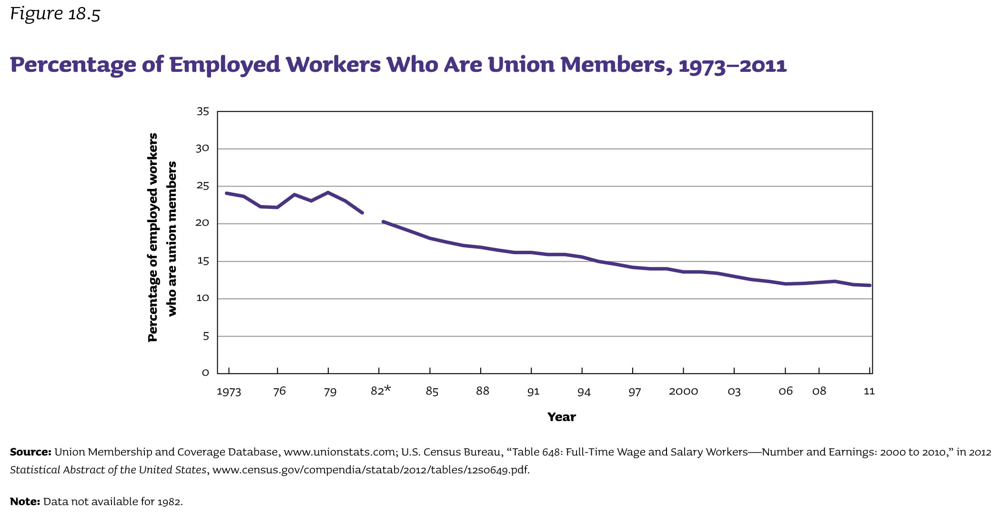 Figure 18.5
Percentage of Employed Workers Who Are Union Members, 1973–2011
Percentage of employed workers
who are union members
35
30
25
20
15
10
5
0
1973 76 79 82* 85 88 91 94 97 2000 03 06 08 11
Year
Source: Union Membership and Coverage Database, www.unionstats.com; U.S. Census Bureau, “Table 648: Full-Time Wage and Salary Workers—Number and Earnings: 2000 to 2010,” in 2012
Statistical Abstract of the United States, www.census.gov/compendia/statab/2012/tables/12s0649.pdf.
Note: Data not available for 1982.